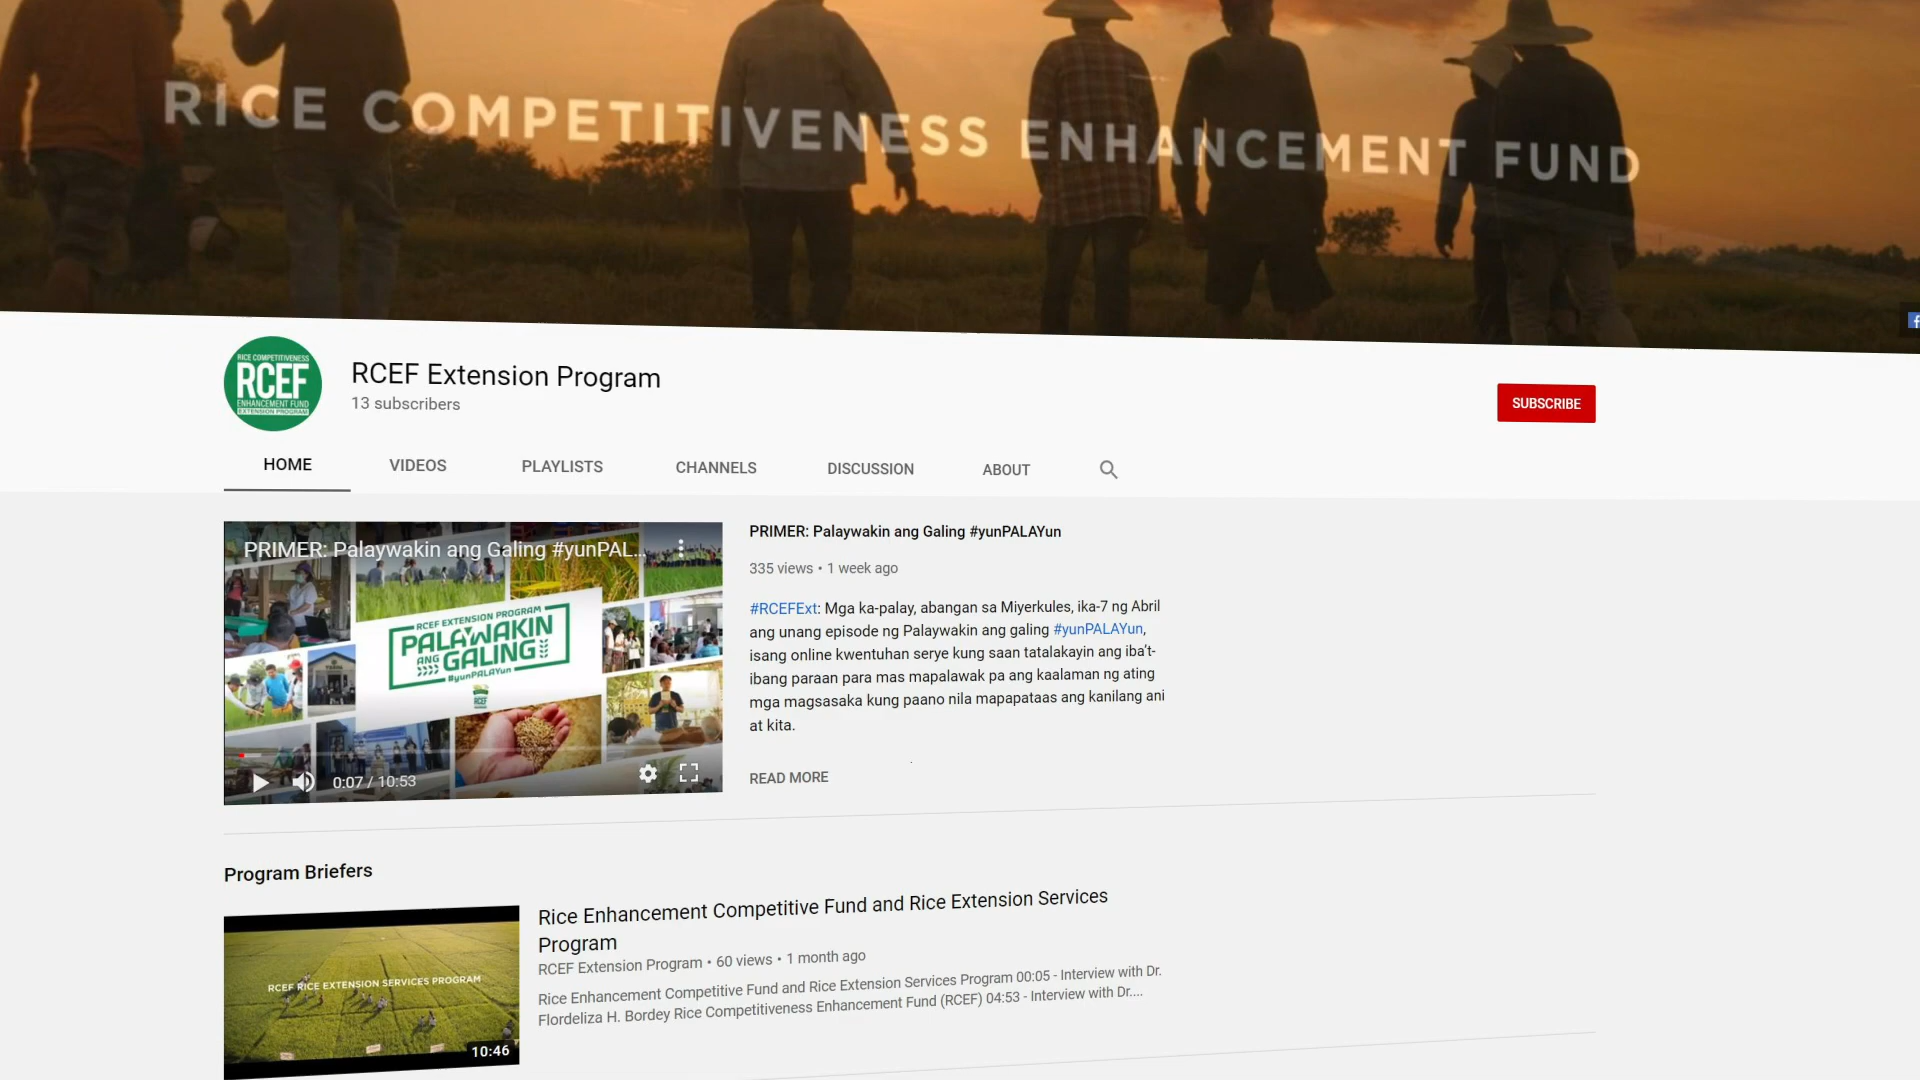 RICE COMPETITIVENESS ENHANCEMENT FUND
RICE COMPETITIVENESS
RCEF
ENHANCEMENT FUND
EXTENSION PROGRAM
RCEF Extension Program
13 subscribers
SUBSCRIBE
HOME
VIDEOS
PLAYLISTS
CHANNELS
DISCUSSION
ABOUT
PRIMER: Palaywakin ang Galing #yunPAL...
RCEF EXTENSION PROGRAM
PALAYWAKIN
ANG
GALING
#yunPALAYun
RCEF
0:07 / 10:53
PRIMER: Palaywakin ang Galing #yunPALAYun
335 views • 1 week ago
#RCEFExt: Mga ka-palay, abangan sa Miyerkules, ika-7 ng Abril
ang unang episode ng Palaywakin ang galing #yunPALAYun,
isang online kwentuhan serye kung saan tatalakayin ang iba't-
ibang paraan para mas mapalawak pa ang kaalaman ng ating
mga magsasaka kung paano nila mapapataas ang kanilang ani
at kita.
READ MORE
Program Briefers
RCEF RICE EXTENSION SERVICES PROGRAM
10:46
Rice Enhancement Competitive Fund and Rice Extension Services
Program
RCEF Extension Program • 60 views • 1 month ago
Rice Enhancement Competitive Fund and Rice Extension Services Program 00:05 - Interview with Dr.
Flordeliza H. Bordey Rice Competitiveness Enhancement Fund (RCEF) 04:53 - Interview with Dr....